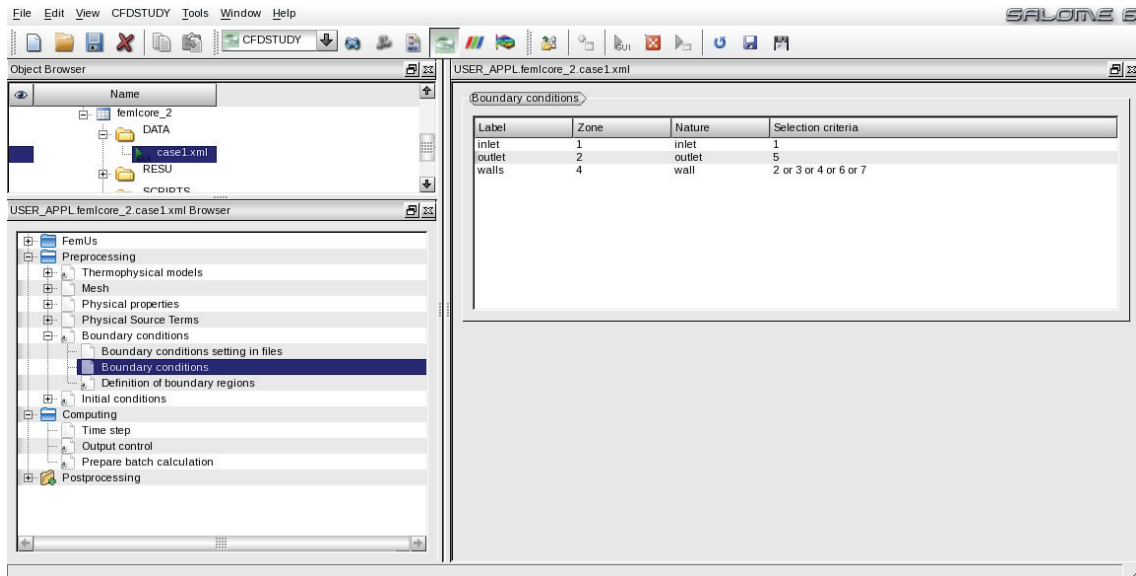 File Edit View CFDSTUDY Tools Window Help
SALOME 6
CFDSTUDY
GUI
Object Browser
Name
femlcore_2
DATA
case1.xml
RESU
SCRIPTS
USER_APPL.femlcore_2.case1.xml Browser
FemUs
Preprocessing
Thermophysical models
Mesh
Physical properties
Physical Source Terms
Boundary conditions
Boundary conditions setting in files
Boundary conditions
Definition of boundary regions
Initial conditions
Computing
Time step
Output control
Prepare batch calculation
Postprocessing
USER_APPL.femlcore_2.case1.xml
Boundary conditions
Label Zone Nature Selection criteria
inlet 1 inlet 1
outlet 2 outlet 5
walls 4 wall 2 or 3 or 4 or 6 or 7